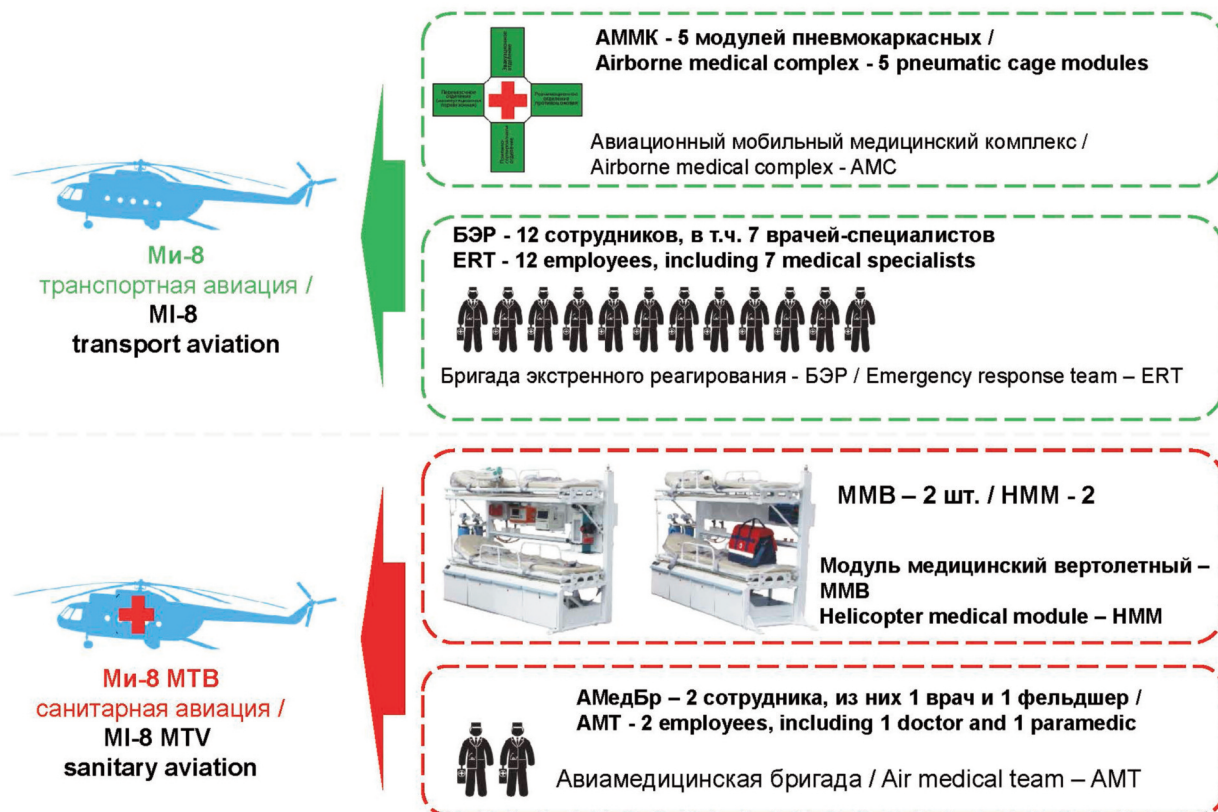 АММК - 5 модулей пневмокаркасных /
Airborne medical complex - 5 pneumatic cage modules
Авиационный мобильный медицинский комплекс /
Airborne medical complex - AMC
Ми-8
транспортная авиация /
MI-8
transport aviation
БЭР - 12 сотрудников, в т.ч. 7 врачей-специалистов
ERT - 12 employees, including 7 medical specialists
Бригада экстренного реагирования - БЭР / Emergency response team – ERT
ММВ – 2 шт. / HMM - 2
Модуль медицинский вертолетный –
ММВ
Helicopter medical module – HMM
Ми-8 МТВ
санитарная авиация /
MI-8 MTV
sanitary aviation
АМедБр – 2 сотрудника, из них 1 врач и 1 фельдшер /
AMT - 2 employees, including 1 doctor and 1 paramedic
Авиамедицинская бригада / Air medical team – AMT